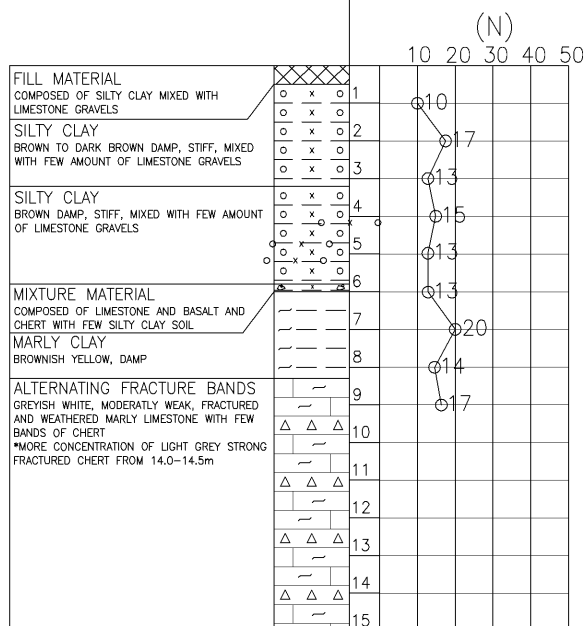 (N)
10 20 30 40 50
FILL MATERIAL
COMPOSED OF SILTY CLAY MIXED WITH
LIMESTONE GRAVELS
SILTY CLAY
BROWN TO DARK BROWN DAMP, STIFF, MIXED
WITH FEW AMOUNT OF LIMESTONE GRAVELS
SILTY CLAY
BROWN DAMP, STIFF, MIXED WITH FEW AMOUNT
OF LIMESTONE GRAVELS
MIXTURE MATERIAL
COMPOSED OF LIMESTONE AND BASALT AND
CHERT WITH FEW SILTY CLAY SOIL
MARLY CLAY
BROWNISH YELLOW, DAMP
ALTERNATING FRACTURE BANDS
GREYISH WHITE, MODERATELY WEAK, FRACTURED
AND WEATHERED MARLY LIMESTONE WITH FEW
BANDS OF CHERT
*MORE CONCENTRATION OF LIGHT GREY STRONG
FRACTURED CHERT FROM 14.0-14.5m
1
2
3
4
5
6
7
8
9
10
11
12
13
14
15
10
17
13
15
13
13
20
14
17